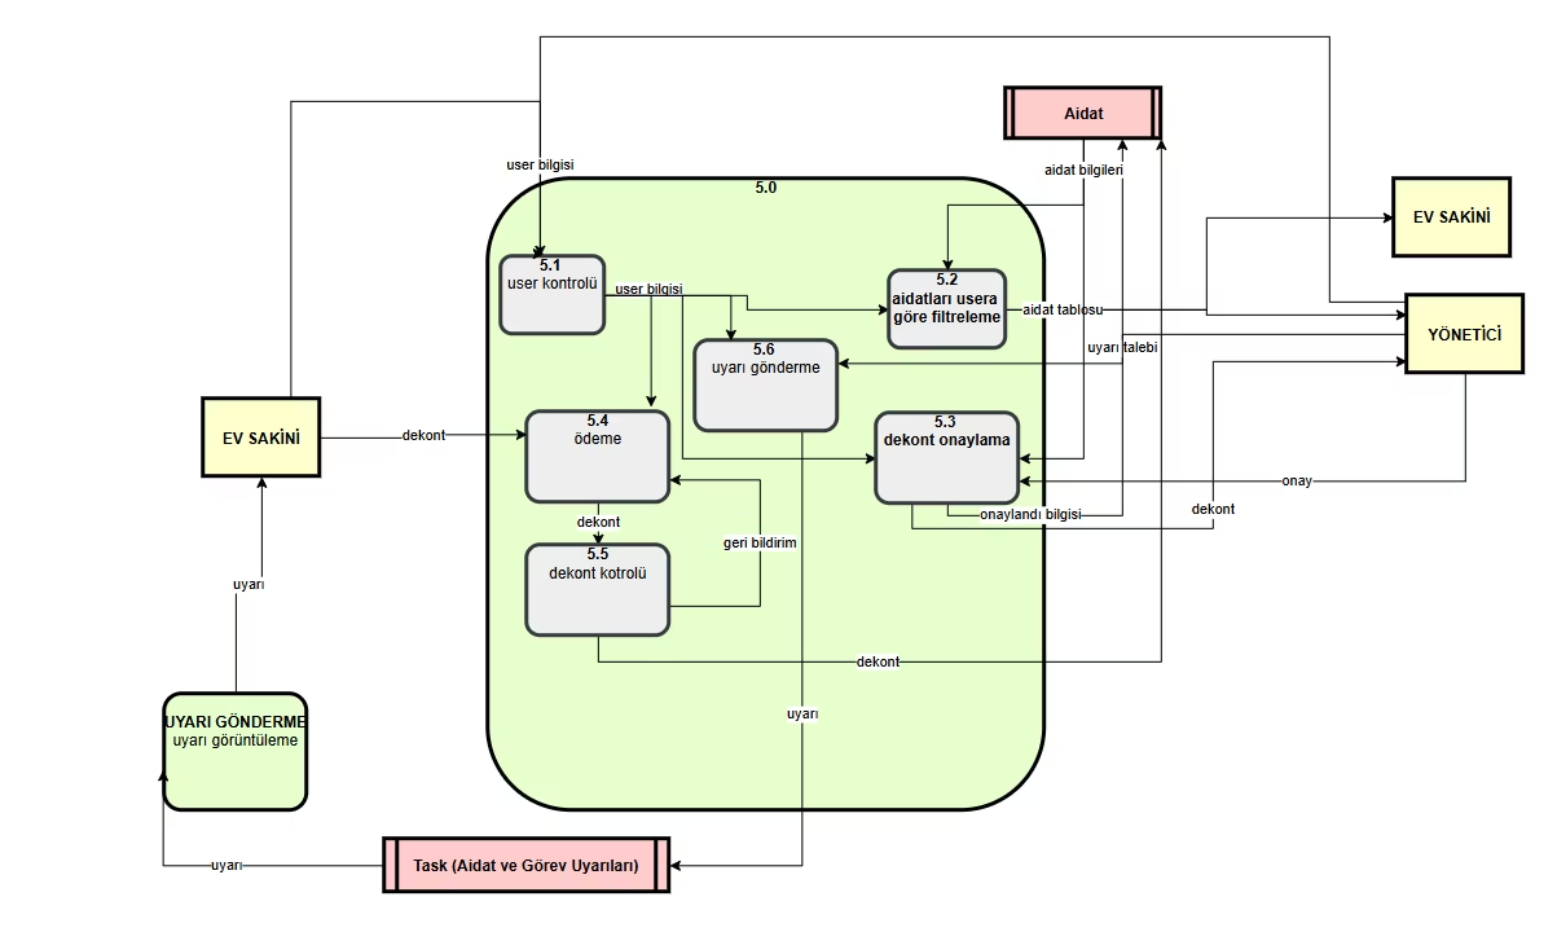 Aidat
user bilgisi
aidat bilgileri
5.0
EV SAKİNİ
5.1
user kontrolü
user bilgisi
5.2
aidatları usera
göre filtreleme
aidat tablosu
YÖNETİCİ
5.6
uyarı gönderme
uyarı talebi
EV SAKİNİ
dekont
5.4
ödeme
5.3
dekont onaylama
onay
dekont
onaylandı bilgisi
dekont
geri bildirim
5.5
dekont kotrolü
uyarı
dekont
uyarı
UYARI GÖNDERME
uyarı görüntüleme
uyarı
Task (Aidat ve Görev Uyarıları)